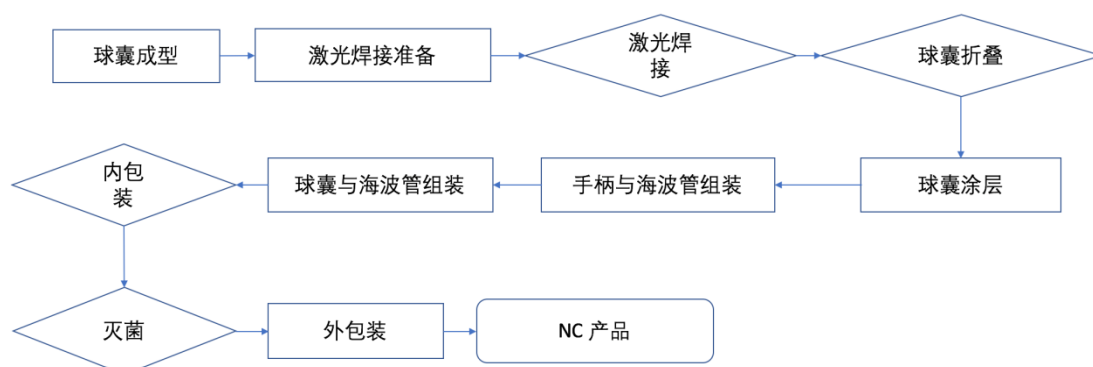 球囊成型
激光焊接准备
激光焊
接
球囊折叠
球囊涂层
手柄与海波管组装
球囊与海波管组装
内包
装
灭菌
外包装
NC 产品